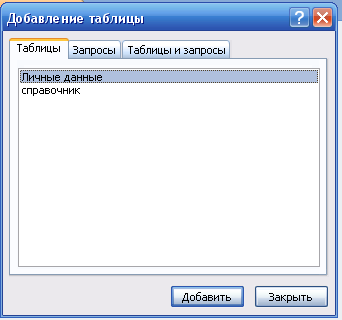 Добавление таблицы
?
Таблицы Запросы Таблицы и запросы
Личные данные
справочник
Добавить Закрыть